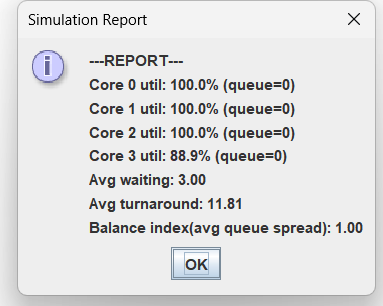 Simulation Report
---REPORT---
Core 0 util: 100.0% (queue=0)
Core 1 util: 100.0% (queue=0)
Core 2 util: 100.0% (queue=0)
Core 3 util: 88.9% (queue=0)
Avg waiting: 3.00
Avg turnaround: 11.81
Balance index(avg queue spread): 1.00
OK